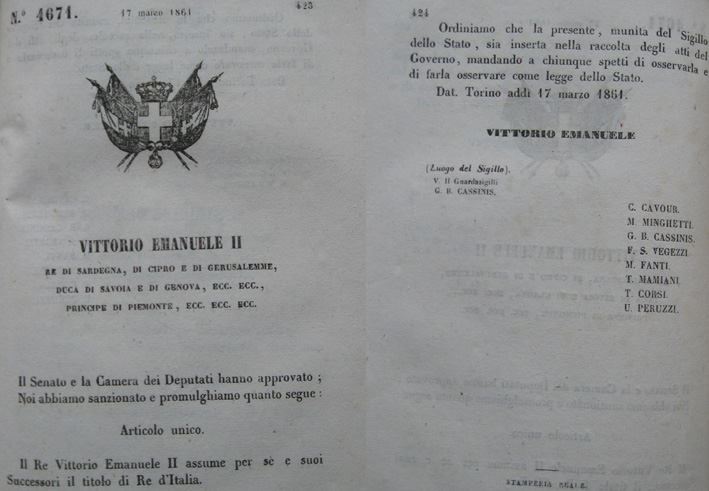 N.º 4671.
17 marzo 1861
423
VITTORIO EMANUELE II
RE DI SARDEGNA, DI CIPRO E DI GERUSALEMME,
DUCA DI SAVOIA E DI GENOVA, ECC. ECC.,
PRINCIPE DI PIEMONTE, ECC. ECC. ECC.
Il Senato e la Camera dei Deputati hanno approvato;
Noi abbiamo sanzionato e promulghiamo quanto segue:
Articolo unico.
Il Re Vittorio Emanuele II assume per sè e suoi
Successori il titolo di Re d'Italia.
424
Ordiniamo che la presente, munita del Sigillo
dello Stato, sia inserta nella raccolta degli atti del
Governo, mandando a chiunque spetti di osservarla e
di farla osservare come legge dello Stato.
Dat. Torino addì 17 marzo 1861.
VITTORIO EMANUELE
(Luogo del Sigillo).
V. Il Guardasigilli
G. B. CASSINIS.
C. CAVOUR.
M. MINGHETTI.
G. B. CASSINIS.
F. S. VEGEZZI.
M. FANTI.
T. MAMIANI.
T. CORSI.
U. PERUZZI.
STAMPERIA REALE.